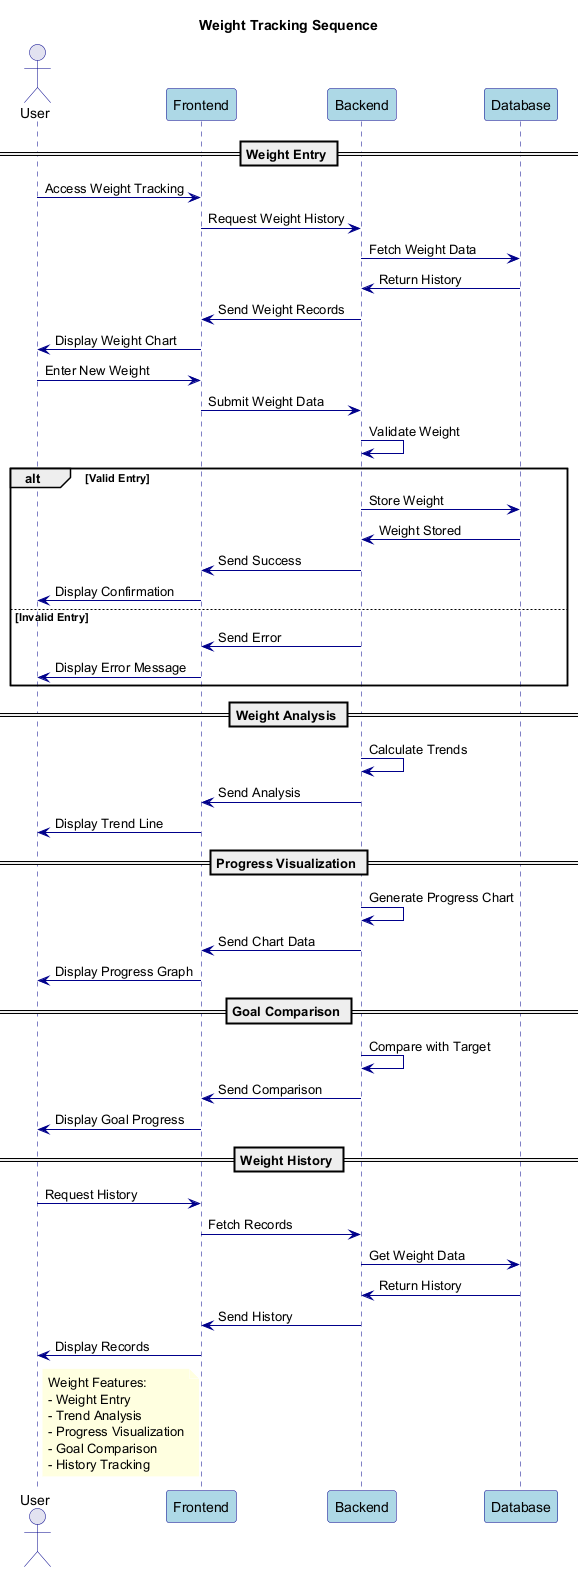 Weight Tracking Sequence
User
Frontend
Backend
Database
Weight Entry
Access Weight Tracking
Request Weight History
Fetch Weight Data
Return History
Send Weight Records
Display Weight Chart
Enter New Weight
Submit Weight Data
Validate Weight
alt
[Valid Entry]
Store Weight
Weight Stored
Send Success
Display Confirmation
[Invalid Entry]
Send Error
Display Error Message
Weight Analysis
Calculate Trends
Send Analysis
Display Trend Line
Progress Visualization
Generate Progress Chart
Send Chart Data
Display Progress Graph
Goal Comparison
Compare with Target
Send Comparison
Display Goal Progress
Weight History
Request History
Fetch Records
Get Weight Data
Return History
Send History
Display Records
Weight Features:
- Weight Entry
- Trend Analysis
- Progress Visualization
- Goal Comparison
- History Tracking
User
Frontend
Backend
Database